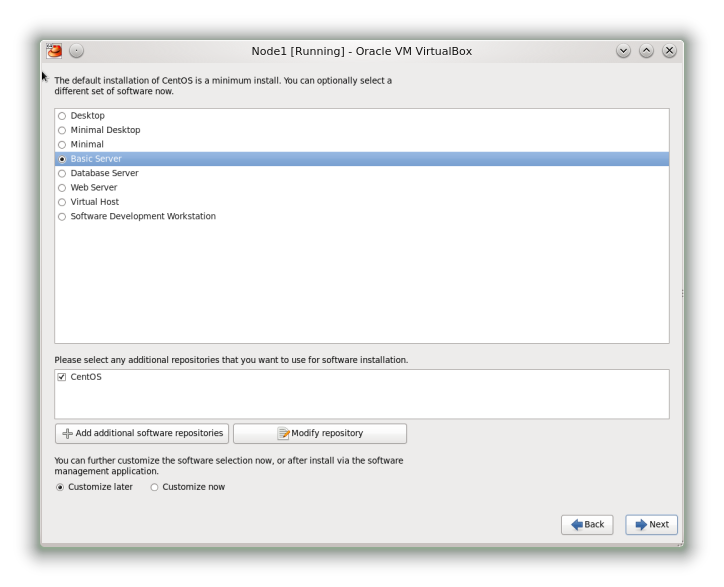 Node1 [Running] - Oracle VM VirtualBox
The default installation of CentOS is a minimum install. You can optionally select a
different set of software now.
Desktop
Minimal Desktop
Minimal
Basic Server
Database Server
Web Server
Virtual Host
Software Development Workstation
Please select any additional repositories that you want to use for software installation.
CentOS
Add additional software repositories Modify repository
You can further customize the software selection now, or after install via the software
management application.
Customize later Customize now
Back Next